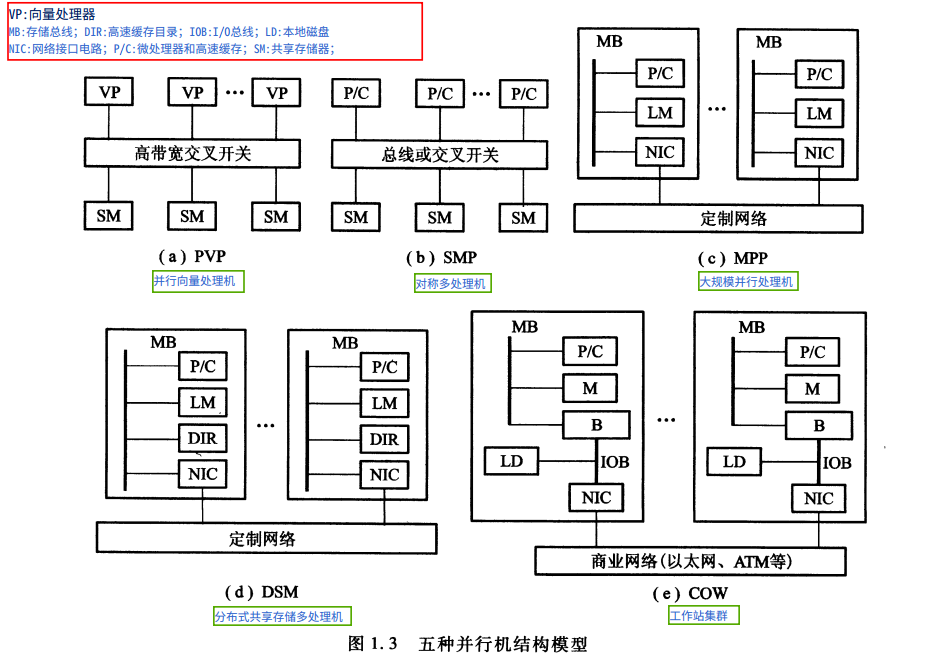 VP:向量处理器
MB:存储总线; DIR:高速缓存目录; IOB:I/O总线; LD:本地磁盘
NIC:网络接口电路; P/C:微处理器和高速缓存; SM:共享存储器;
VP VP ··· VP
高带宽交叉开关
SM SM SM
(a) PVP
并行向量处理机
P/C P/C ··· P/C
总线或交叉开关
SM SM SM
(b) SMP
对称多处理机
MB MB
P/C P/C
LM ··· LM
NIC NIC
定制网络
(c) MPP
大规模并行处理机
MB MB
P/C P/C
LM LM
···
DIR DIR
NIC NIC
定制网络
(d) DSM
分布式共享存储多处理机
MB MB
P/C P/C
M M
···
B B
LD IOB LD IOB
NIC NIC
商业网络(以太网、ATM等)
(e) COW
工作站集群
图 1.3 五种并行机结构模型